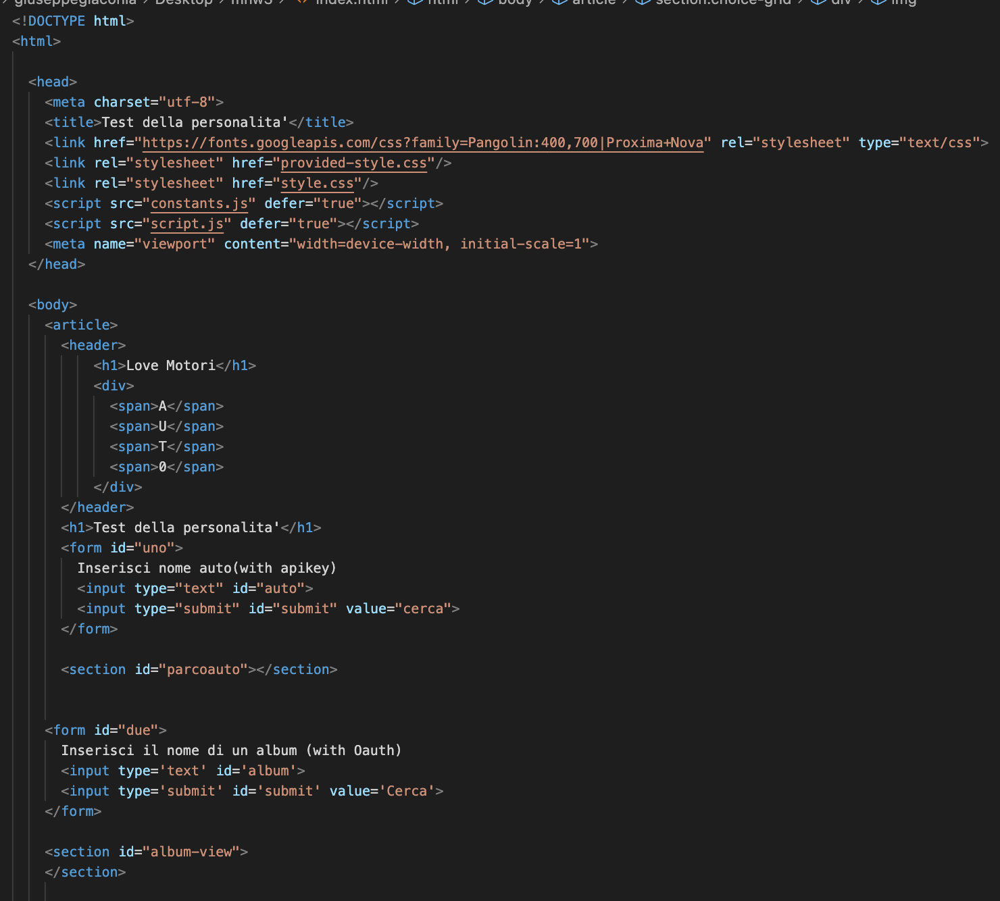 giuseppegiaconia > Desktop > mhw3 > <> index.html > html > body > article > section.choice-grid > div > img
<!DOCTYPE html>
<html>
<head>
<meta charset="utf-8">
<title>Test della personalita'</title>
<link href="https://fonts.googleapis.com/css?family=Pangolin:400,700|Proxima+Nova" rel="stylesheet" type="text/css">
<link rel="stylesheet" href="provided-style.css"/>
<link rel="stylesheet" href="style.css"/>
<script src="constants.js" defer="true"></script>
<script src="script.js" defer="true"></script>
<meta name="viewport" content="width=device-width, initial-scale=1">
</head>
<body>
<article>
<header>
<h1>Love Motori</h1>
<div>
<span>A</span>
<span>U</span>
<span>T</span>
<span>0</span>
</div>
</header>
<h1>Test della personalita'</h1>
<form id="uno">
Inserisci nome auto(with apikey)
<input type="text" id="auto">
<input type="submit" id="submit" value="cerca">
</form>
<section id="parcoauto"></section>
<form id="due">
Inserisci il nome di un album (with Oauth)
<input type='text' id='album'>
<input type='submit' id='submit' value='Cerca'>
</form>
<section id="album-view">
</section>